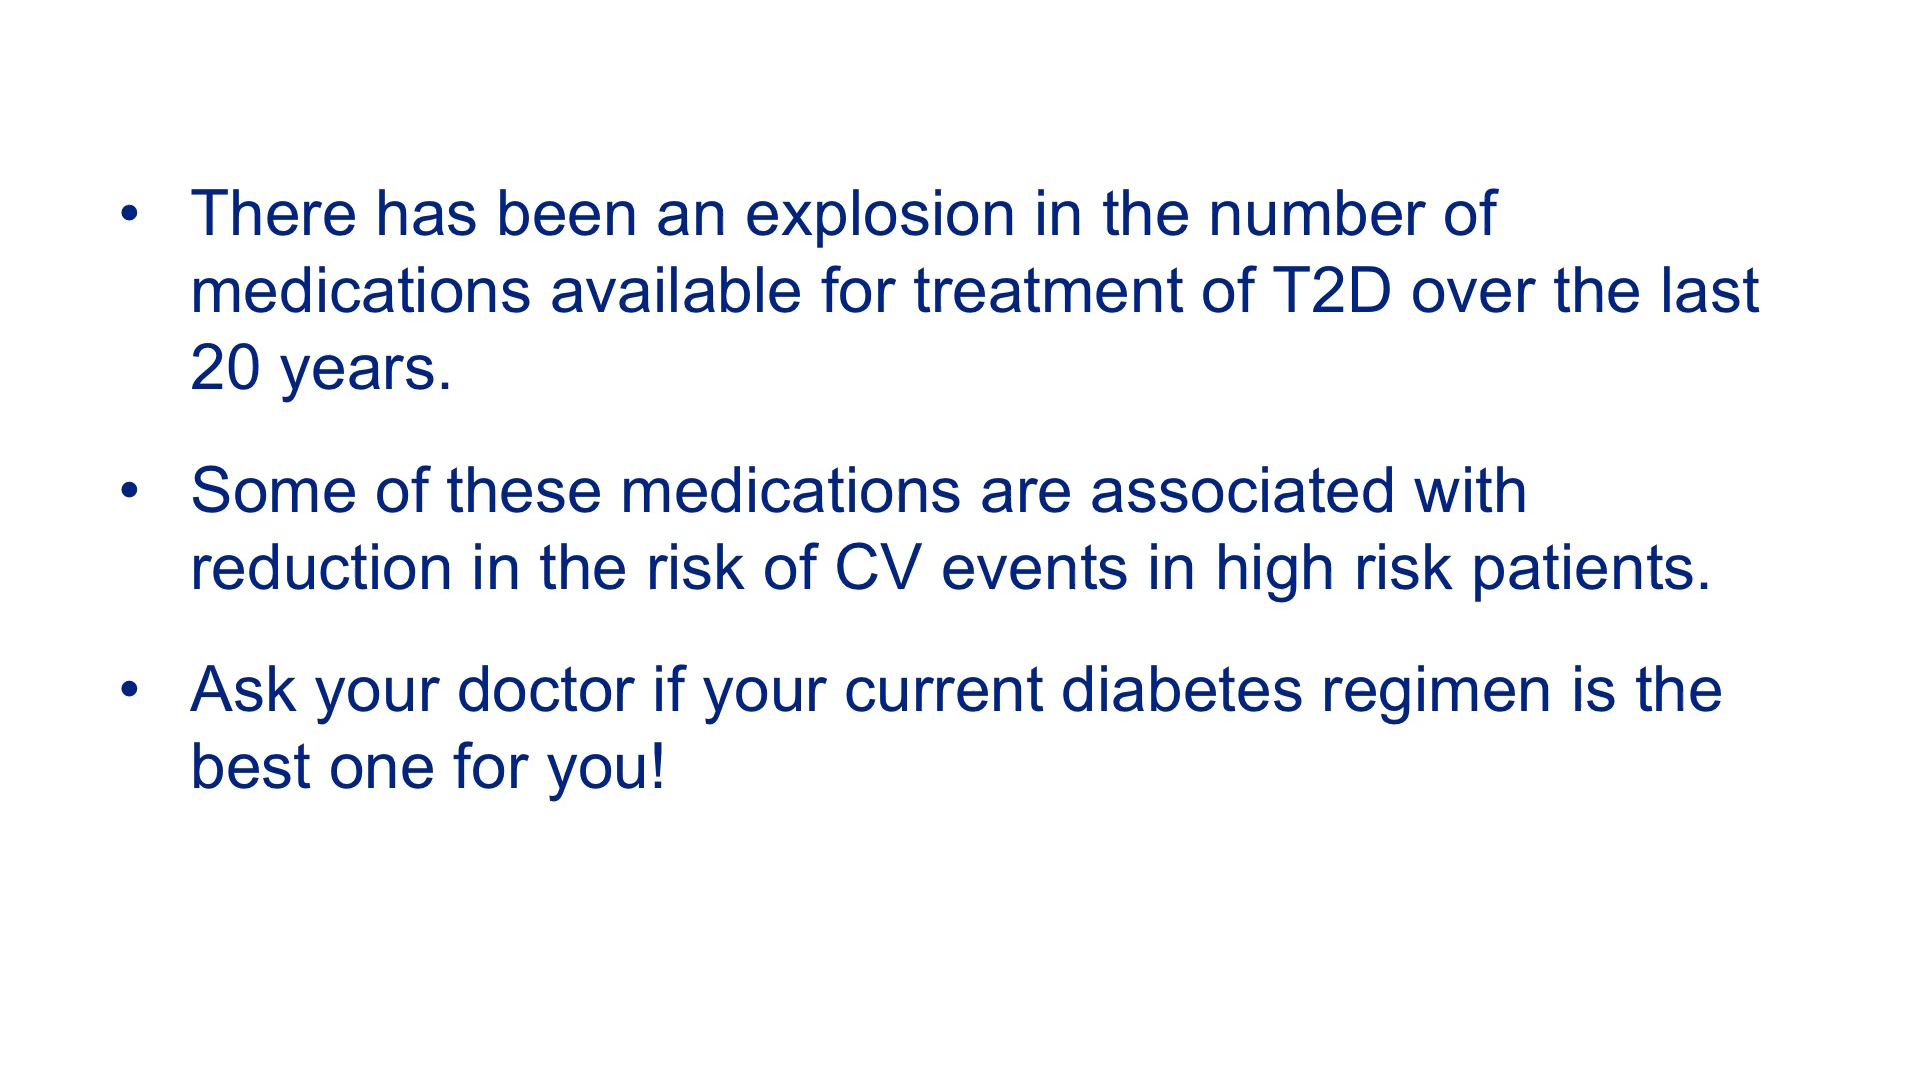 • There has been an explosion in the number of
medications available for treatment of T2D over the last
20 years.
• Some of these medications are associated with
reduction in the risk of CV events in high risk patients.
• Ask your doctor if your current diabetes regimen is the
best one for you!